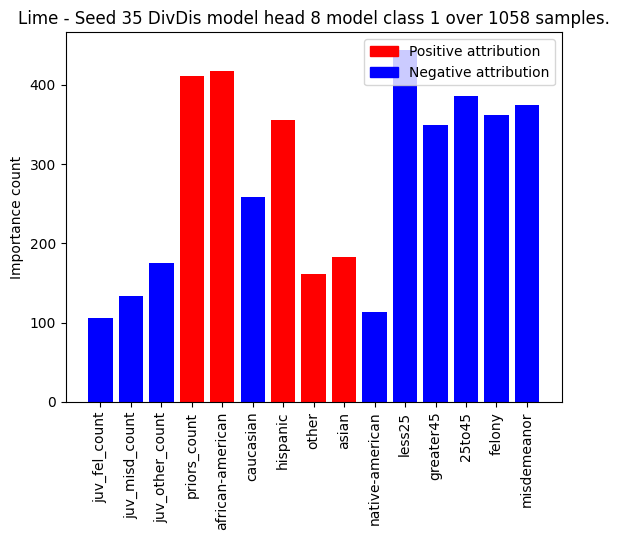 Lime - Seed 35 DivDis model head 8 model class 1 over 1058 samples.
Positive attribution
Negative attribution
Importance count
400
300
200
100
0
juv_fel_count
juv_misd_count
juv_other_count
priors_count
african-american
caucasian
hispanic
other
asian
native-american
less25
greater45
25to45
felony
misdemeanor